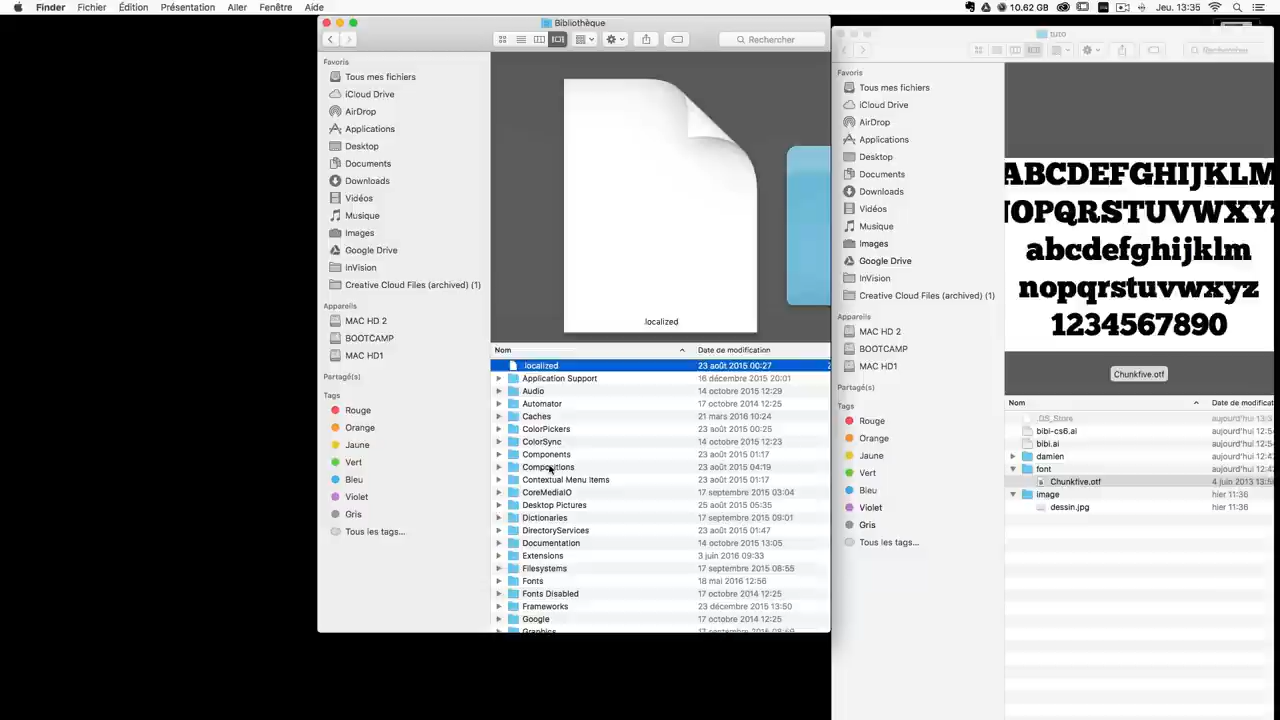 Finder Fichier Édition Présentation Aller Fenêtre Aide 10.62 GB Jeu. 13:35
Bibliothèque
Rechercher
Favoris
Tous mes fichiers
iCloud Drive
AirDrop
Applications
Desktop
Documents
Downloads
Vidéos
Musique
Images
Google Drive
InVision
Creative Cloud Files (archived) (1)
Appareils
MAC HD 2
BOOTCAMP
MAC HD1
Partagé(s)
Tags
Rouge
Orange
Jaune
Vert
Bleu
Violet
Gris
Tous les tags...
localized
Nom Date de modification
localized 23 août 2015 00:27
Application Support 16 décembre 2015 20:01
Audio 14 octobre 2015 12:29
Automator 17 octobre 2014 12:25
Caches 21 mars 2016 10:24
ColorPickers 23 août 2015 00:25
ColorSync 14 octobre 2015 12:23
Components 23 août 2015 01:17
Compositions 23 août 2015 04:19
Contextual Menu Items 23 août 2015 01:17
CoreMediaIO 17 septembre 2015 03:04
Desktop Pictures 25 août 2015 05:35
Dictionaries 17 septembre 2015 09:01
DirectoryServices 23 août 2015 01:47
Documentation 14 octobre 2015 13:05
Extensions 3 juin 2016 09:33
Filesystems 17 septembre 2015 08:55
Fonts 18 mai 2016 12:56
Fonts Disabled 17 octobre 2014 12:25
Frameworks 23 décembre 2015 13:50
Google 17 octobre 2014 12:25
Graphics 17 septembre 2015
tuto
Rechercher
Favoris
Tous mes fichiers
iCloud Drive
AirDrop
Applications
Desktop
Documents
Downloads
Vidéos
Musique
Images
Google Drive
InVision
Creative Cloud Files (archived) (1)
Appareils
MAC HD 2
BOOTCAMP
MAC HD1
Partagé(s)
Tags
Rouge
Orange
Jaune
Vert
Bleu
Violet
Gris
Tous les tags...
ABCDEFGHIJKLM
NOPQRSTUVWXYZ
abcdefghijklm
nopqrstuvwxyz
1234567890
Chunkfive.otf
Nom Date de modificat
.DS_Store aujourd'hui 13:3
bibi-cs6.ai aujourd'hui 12:5
bibi.ai aujourd'hui 12:5
damien aujourd'hui 12:4
font aujourd'hui 12:4
Chunkfive.otf 4 juin 2013 13:5
image hier 11:36
dessin.jpg hier 11:36